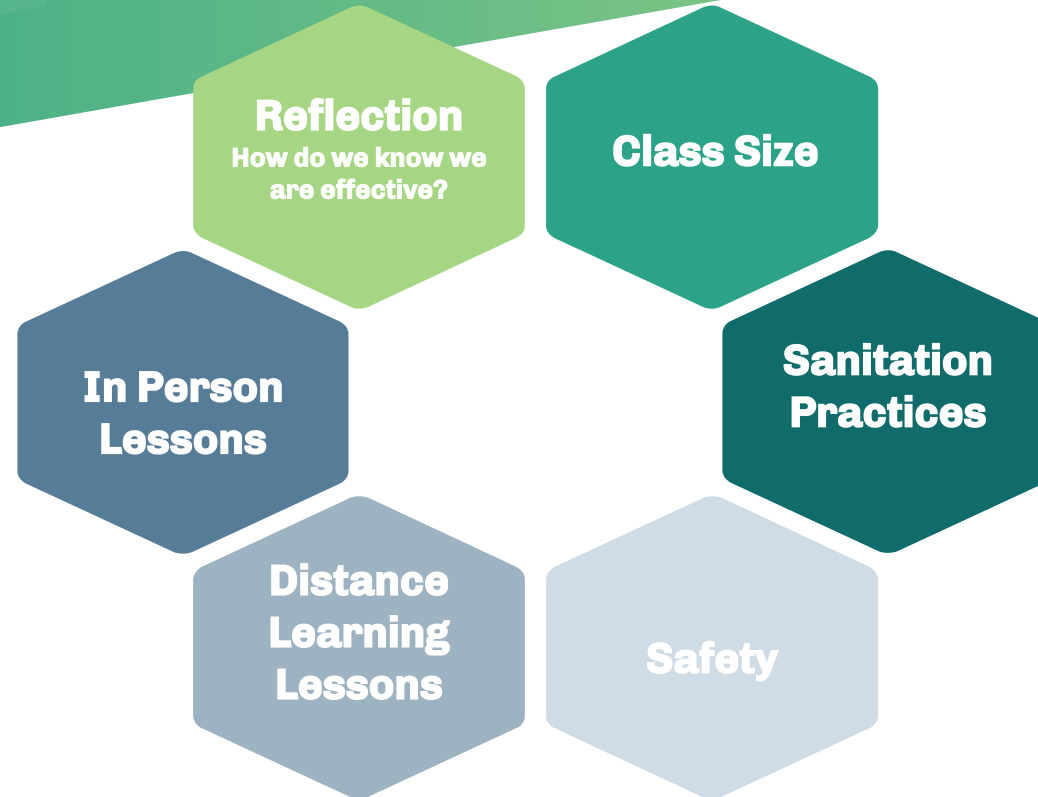 Reflection
How do we know we
are effective?
Class Size
In Person
Lessons
Sanitation
Practices
Distance
Learning
Lessons
Safety